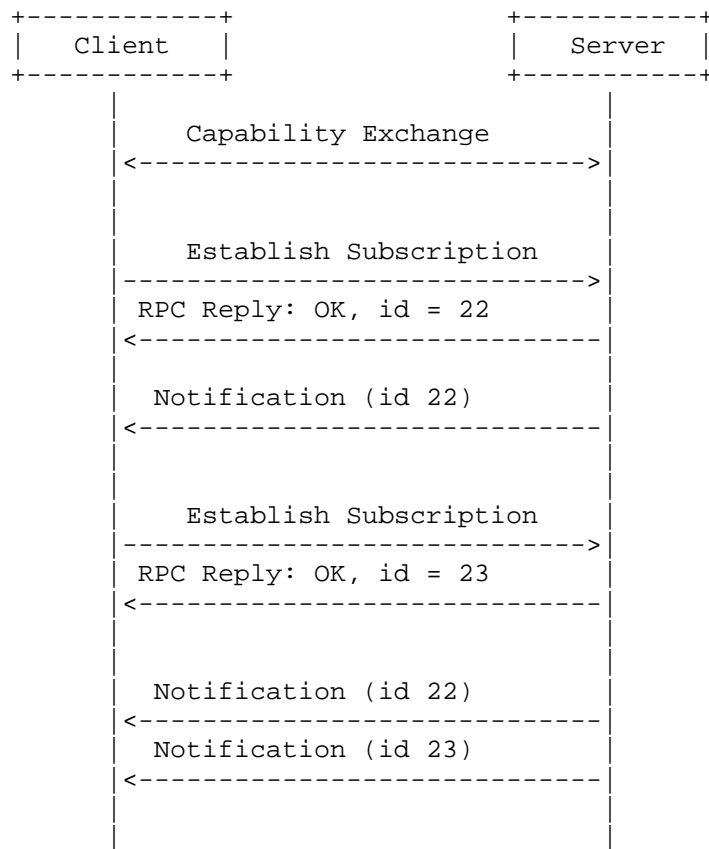 Client Server
Capability Exchange
Establish Subscription
RPC Reply: OK, id = 22
Notification (id 22)
Establish Subscription
RPC Reply: OK, id = 23
Notification (id 22)
Notification (id 23)